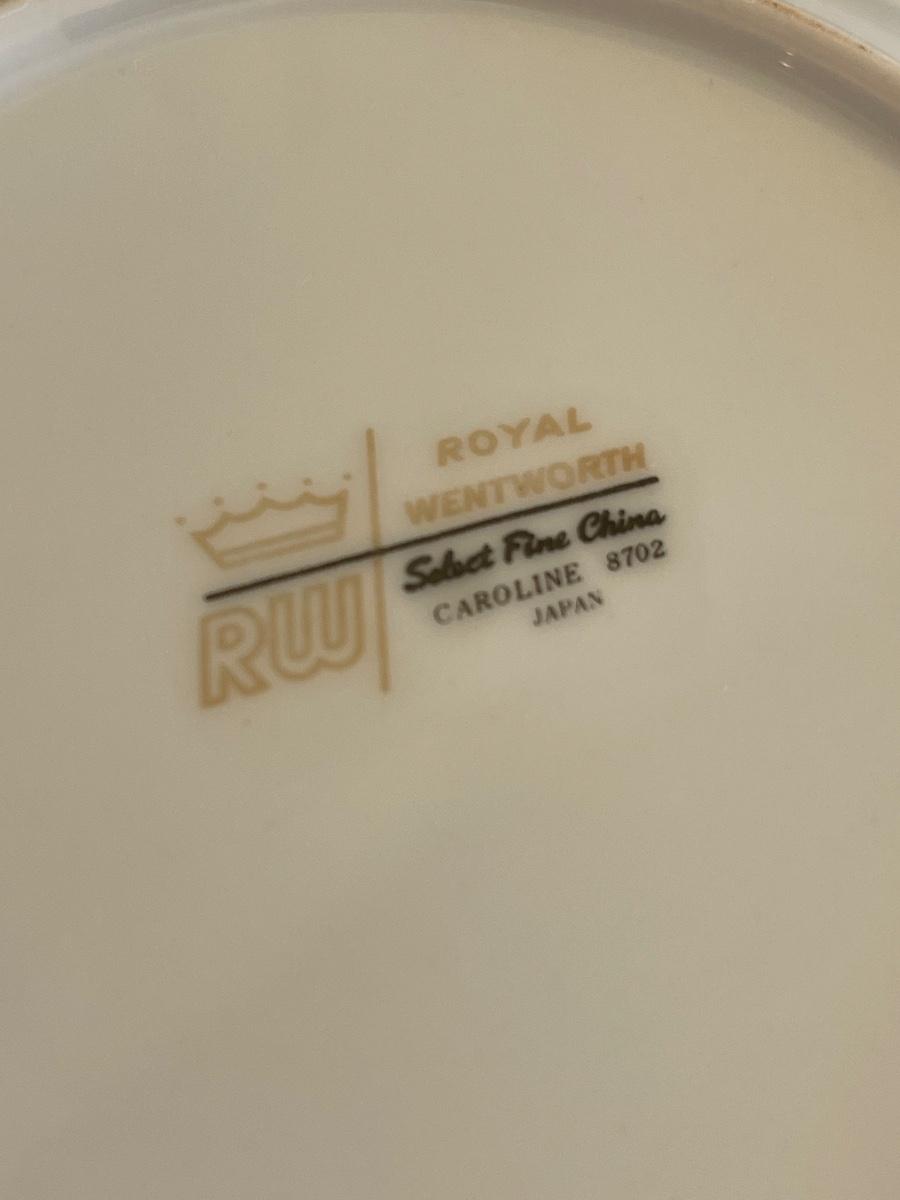 RW
ROYAL
WENTWORTH
Select Fine China
CAROLINE 8702
JAPAN